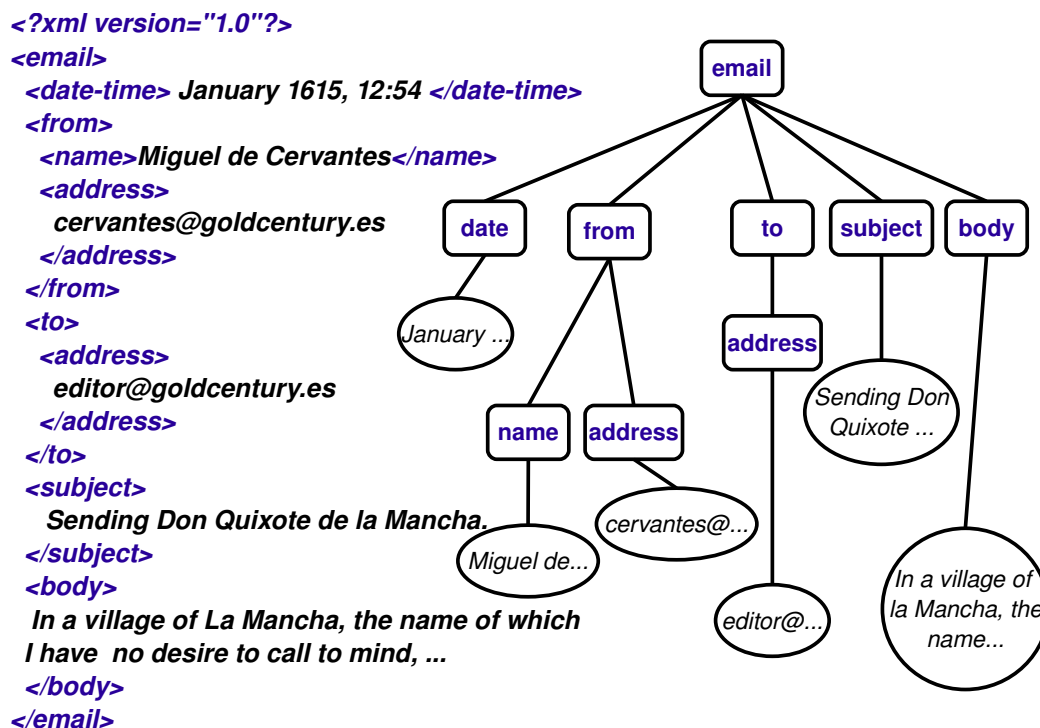 <?xml version="1.0"?>
<email>
<date-time> January 1615, 12:54 </date-time>
<from>
<name>Miguel de Cervantes</name>
<address>
cervantes@goldcentury.es
</address>
</from>
<to>
<address>
editor@goldcentury.es
</address>
</to>
<subject>
Sending Don Quixote de la Mancha.
</subject>
<body>
In a village of La Mancha, the name of which
I have no desire to call to mind, ...
</body>
</email>
email
date
from
to
subject
body
January ...
address
Sending Don
Quixote ...
name
address
Miguel de...
cervantes@...
editor@...
In a village of
la Mancha, the
name...